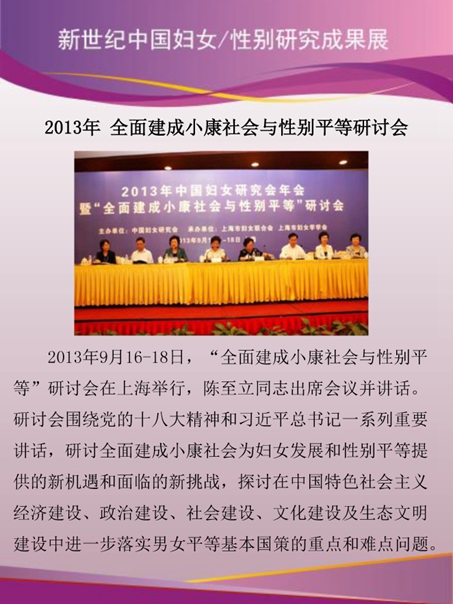 新世纪中国妇女/性别研究成果展
2013年 全面建成小康社会与性别平等研讨会
2013年中国妇女研究会年会
暨“全面建成小康社会与性别平等”研讨会
主办单位：中国妇女研究会 承办单位：上海市妇女联合会 上海市妇女学学会
2013年9月1 -18日
2013年9月16-18日，“全面建成小康社会与性别平
等”研讨会在上海举行，陈至立同志出席会议并讲话。
研讨会围绕党的十八大精神和习近平总书记一系列重要
讲话，研讨全面建成小康社会为妇女发展和性别平等提
供的新机遇和面临的新挑战，探讨在中国特色社会主义
经济建设、政治建设、社会建设、文化建设及生态文明
建设中进一步落实男女平等基本国策的重点和难点问题。